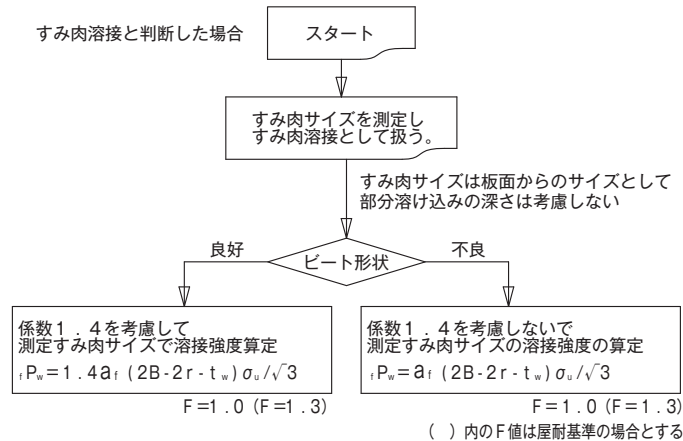 すみ肉溶接と判断した場合
スタート
すみ肉サイズを測定し
すみ肉溶接として扱う。
すみ肉サイズは板面からのサイズとして
部分溶け込みの深さは考慮しない
ビート形状
良好
不良
係数1.4を考慮して
測定すみ肉サイズで溶接強度算定
fPw=1.4af(2B-2r-tw)σu/√3
F=1.0(F=1.3)
係数1.4を考慮しないで
測定すみ肉サイズの溶接強度の算定
fPw=af(2B-2r-tw)σu/√3
F=1.0(F=1.3)
( )内のF値は屋耐基準の場合とする